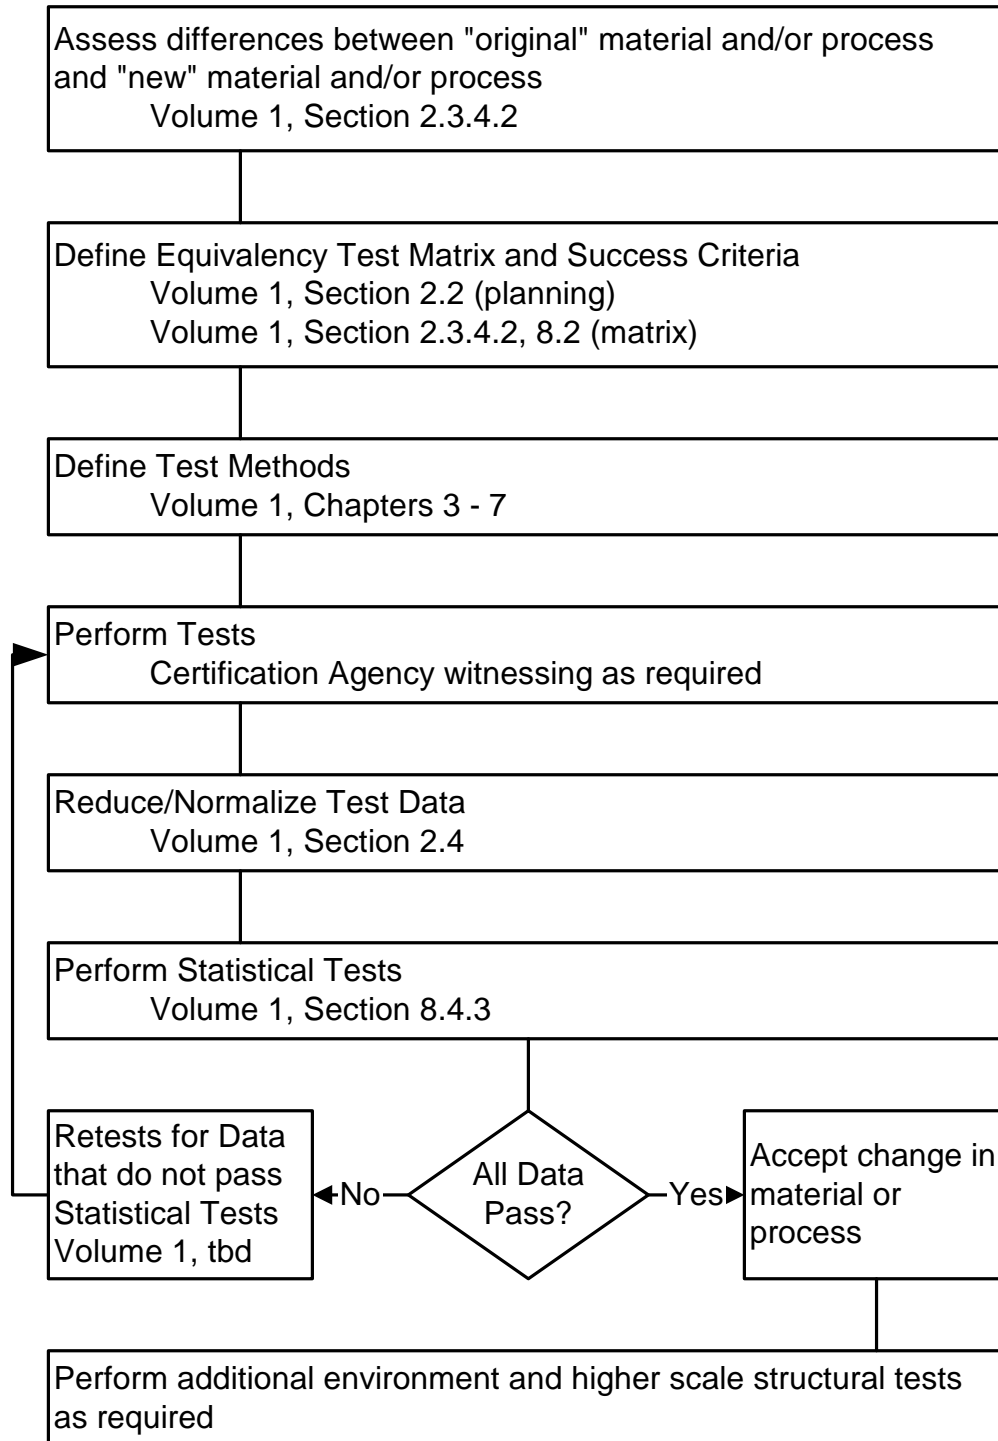 Assess differences between "original" material and/or process
and "new" material and/or process
Volume 1, Section 2.3.4.2
Define Equivalency Test Matrix and Success Criteria
Volume 1, Section 2.2 (planning)
Volume 1, Section 2.3.4.2, 8.2 (matrix)
Define Test Methods
Volume 1, Chapters 3 - 7
Perform Tests
Certification Agency witnessing as required
Reduce/Normalize Test Data
Volume 1, Section 2.4
Perform Statistical Tests
Volume 1, Section 8.4.3
Retests for Data
that do not pass
Statistical Tests
Volume 1, tbd
No
All Data
Pass?
Yes
Accept change in
material or
process
Perform additional environment and higher scale structural tests
as required